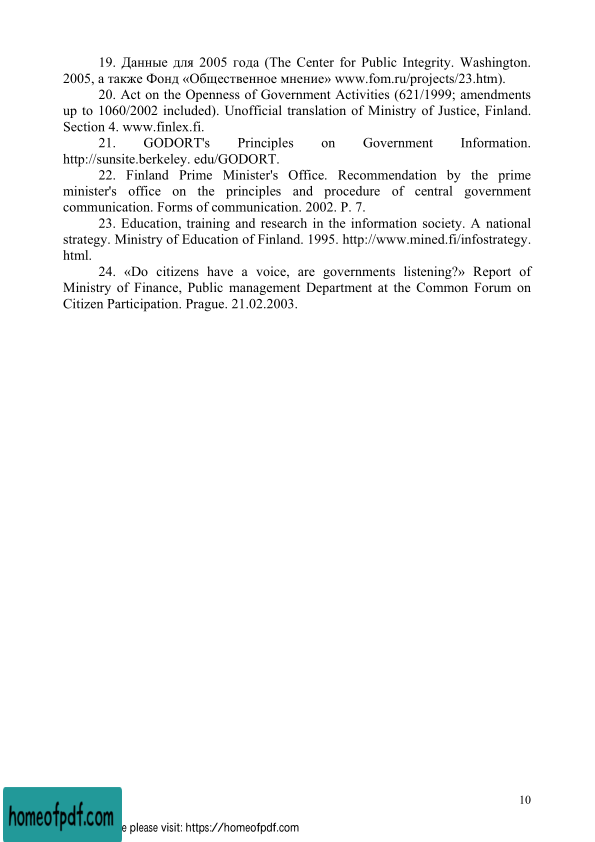 19. Данные для 2005 года (The Center for Public Integrity. Washington.
2005, а также Фонд «Общественное мнение» www.fom.ru/projects/23.htm).
20. Act on the Openness of Government Activities (621/1999; amendments
up to 1060/2002 included). Unofficial translation of Ministry of Justice, Finland.
Section 4. www.finlex.fi.
21. GODORT's Principles on Government Information.
http://sunsite.berkeley. edu/GODORT.
22. Finland Prime Minister's Office. Recommendation by the prime
minister's office on the principles and procedure of central government
communication. Forms of communication. 2002. P. 7.
23. Education, training and research in the information society. A national
strategy. Ministry of Education of Finland. 1995. http://www.mined.fi/infostrategy.
html.
24. «Do citizens have a voice, are governments listening?» Report of
Ministry of Finance, Public management Department at the Common Forum on
Citizen Participation. Prague. 21.02.2003.
10
homeofpdf.com
e please visit: https://homeofpdf.com